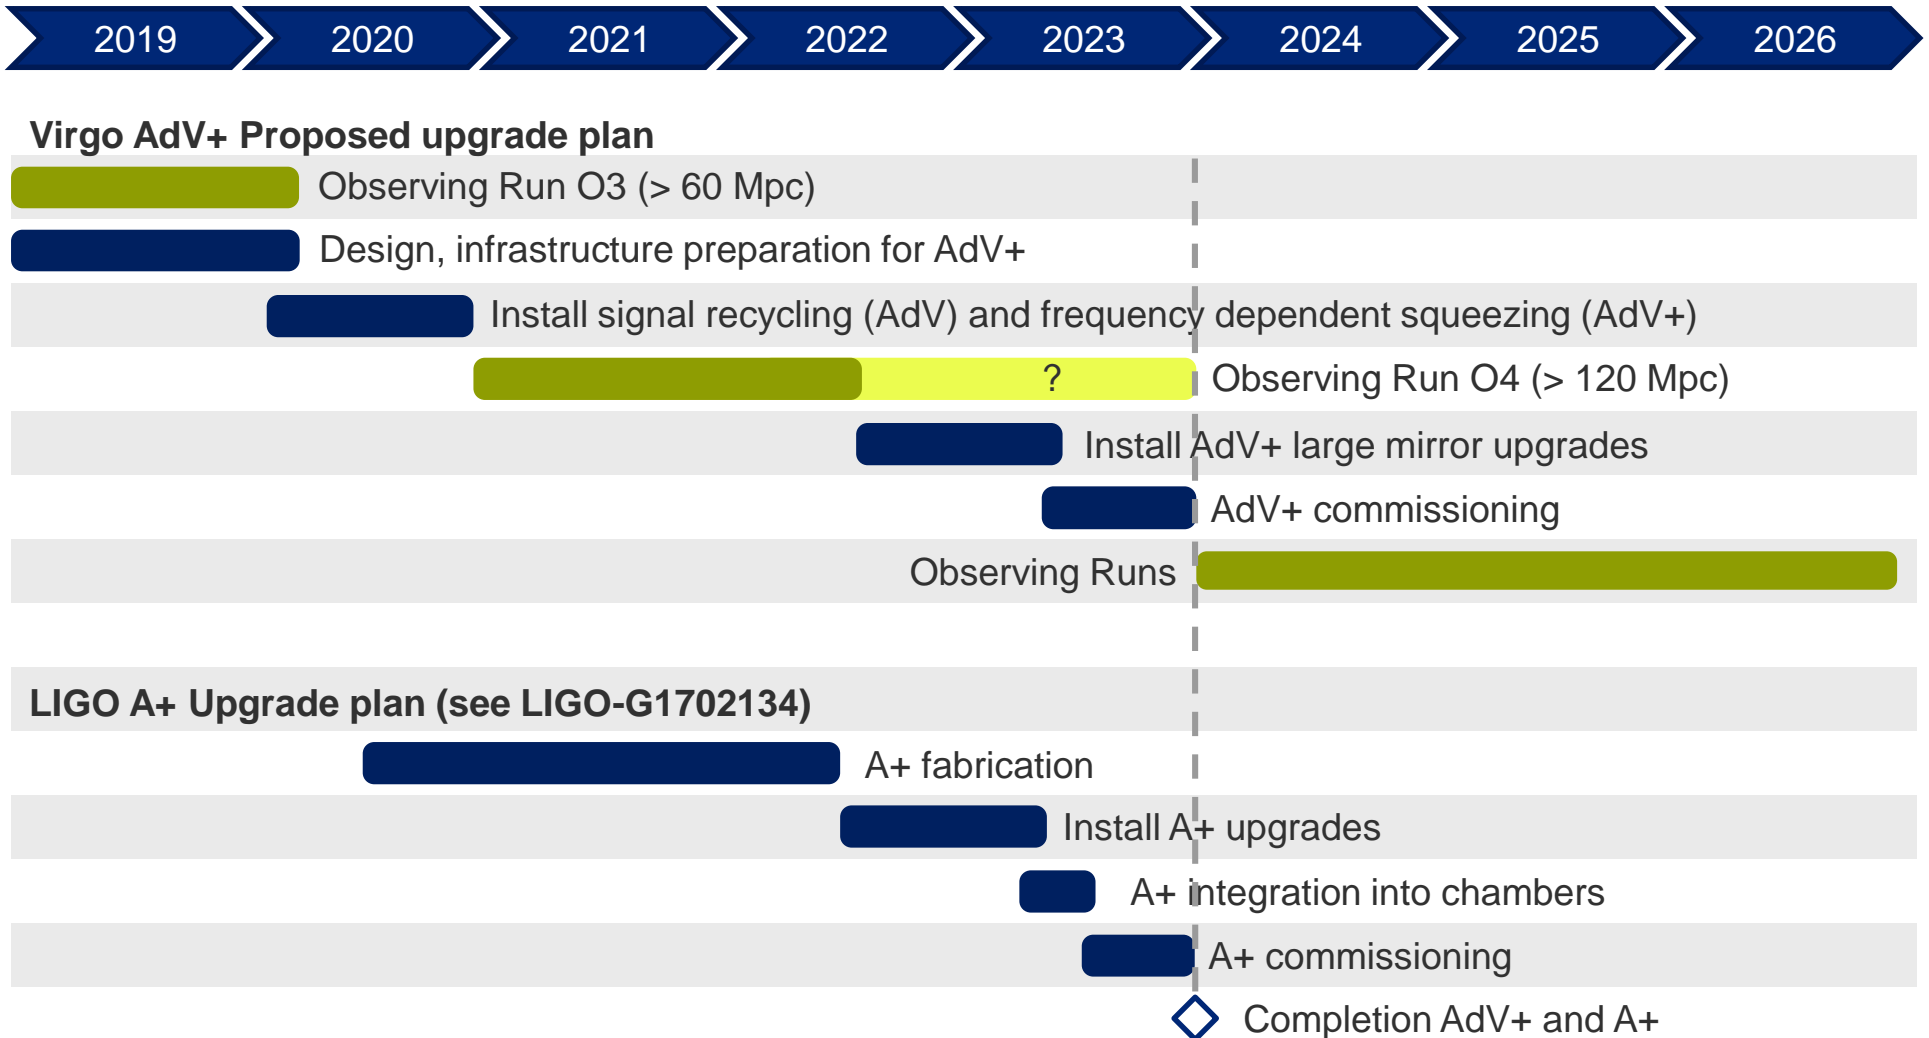 2019 2020 2021 2022 2023 2024 2025 2026
Virgo AdV+ Proposed upgrade plan
Observing Run O3 (> 60 Mpc)
Design, infrastructure preparation for AdV+
Install signal recycling (AdV) and frequency dependent squeezing (AdV+)
? Observing Run O4 (> 120 Mpc)
Install AdV+ large mirror upgrades
AdV+ commissioning
Observing Runs
LIGO A+ Upgrade plan (see LIGO-G1702134)
A+ fabrication
Install A+ upgrades
A+ integration into chambers
A+ commissioning
Completion AdV+ and A+